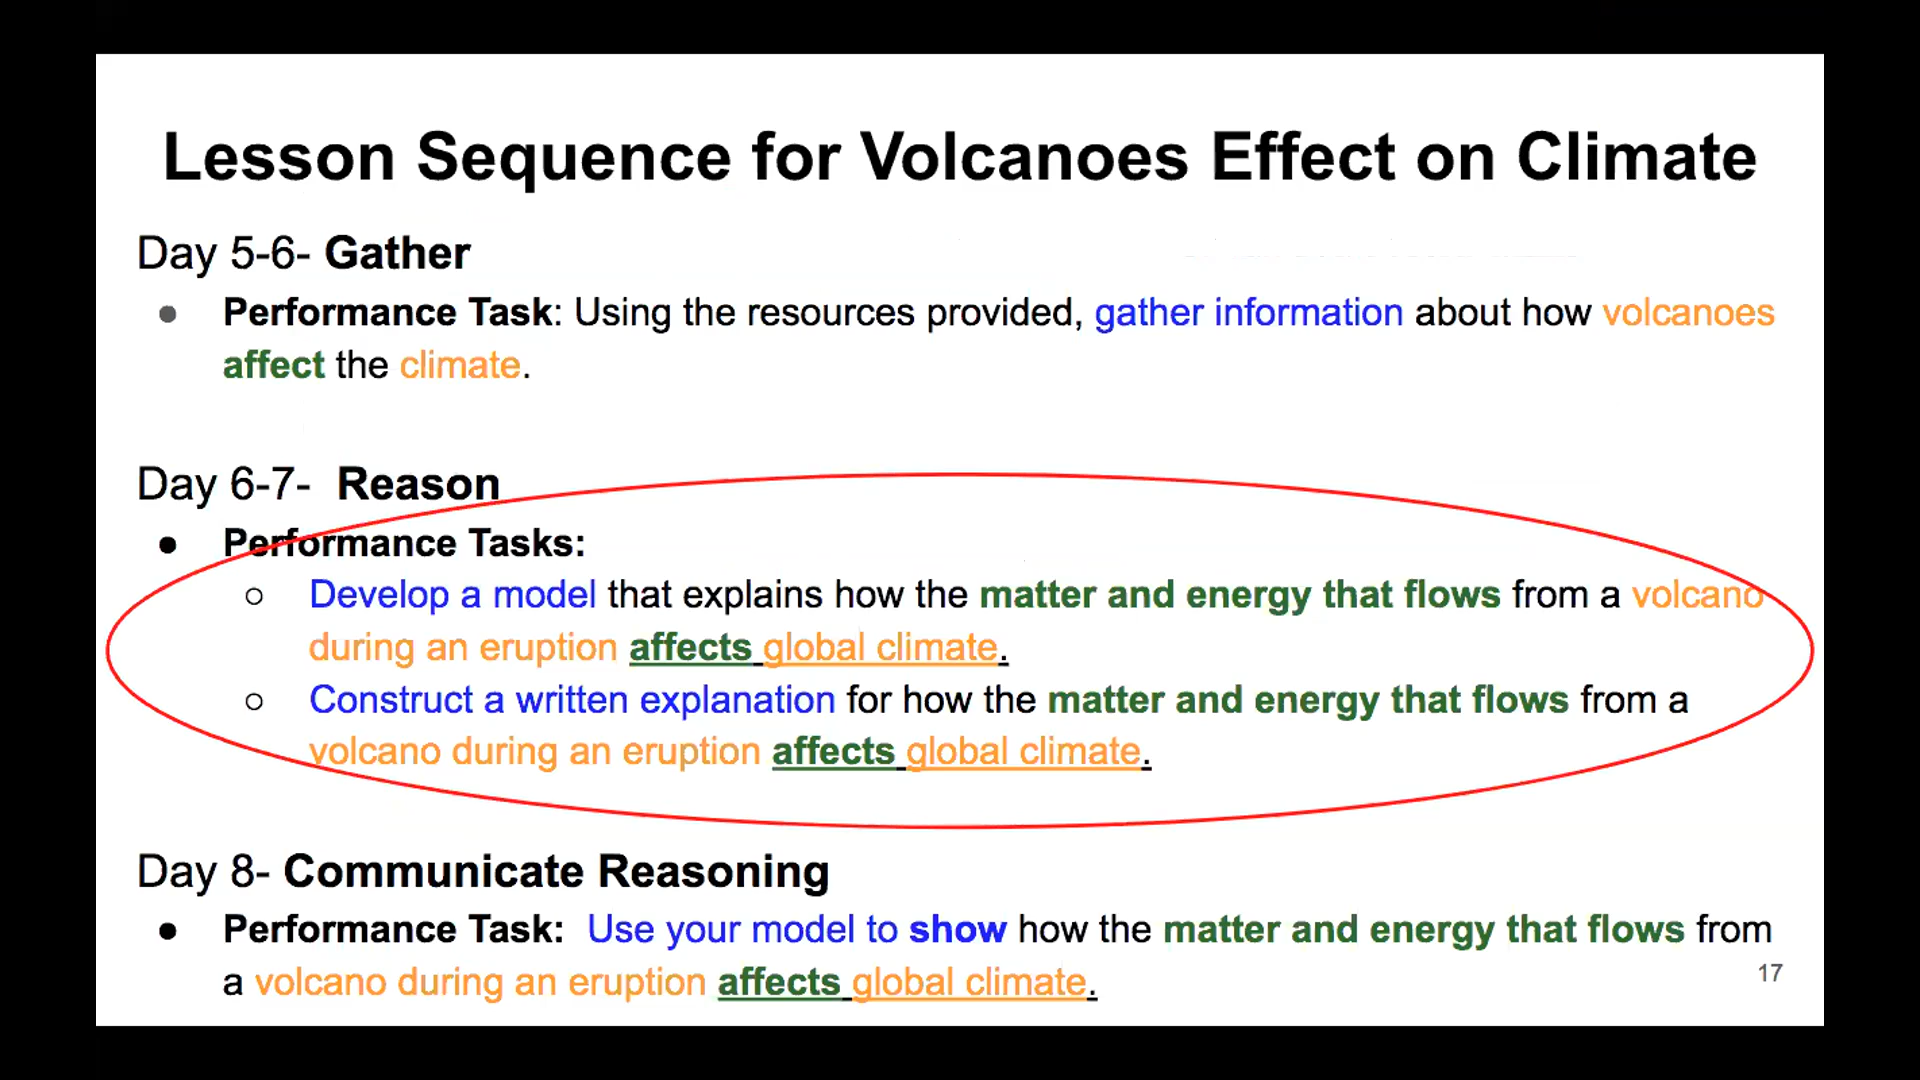 Lesson Sequence for Volcanoes Effect on Climate
Day 5-6- Gather
● Performance Task: Using the resources provided, gather information about how volcanoes
affect the climate.
Day 6-7- Reason
● Performance Tasks:
○ Develop a model that explains how the matter and energy that flows from a volcano
during an eruption affects global climate.
○ Construct a written explanation for how the matter and energy that flows from a
volcano during an eruption affects global climate.
Day 8- Communicate Reasoning
● Performance Task: Use your model to show how the matter and energy that flows from
a volcano during an eruption affects global climate.
17